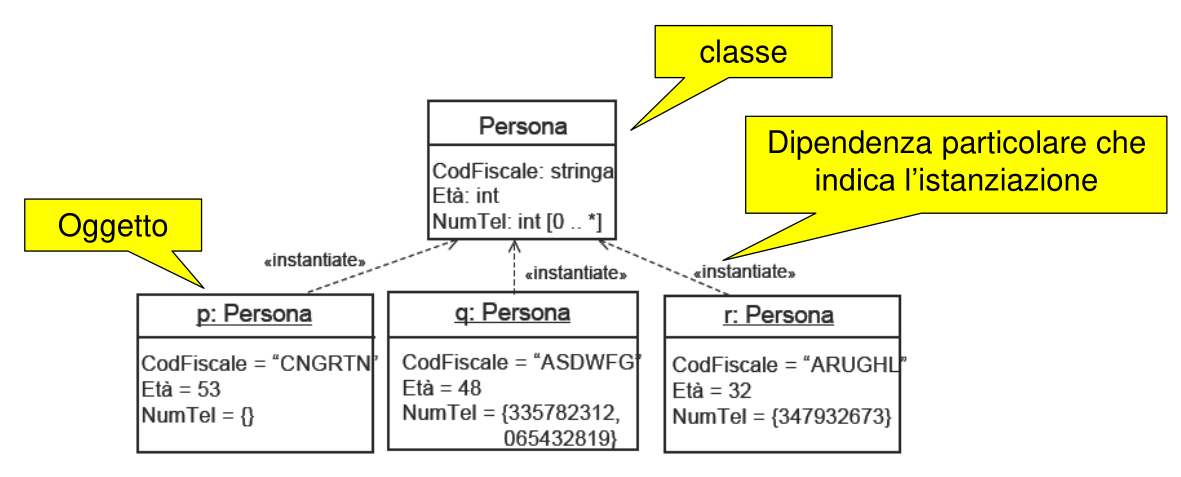 classe
Persona
CodFiscale: stringa
Età: int
NumTel: int [0 .. *]
Dipendenza particolare che
indica l’istanziazione
Oggetto
«instantiate»
«instantiate»
«instantiate»
p: Persona
CodFiscale = “CNGRTN”
Età = 53
NumTel = {}
q: Persona
CodFiscale = “ASDWFG”
Età = 48
NumTel = {335782312,
065432819}
r: Persona
CodFiscale = “ARUGHL”
Età = 32
NumTel = {347932673}